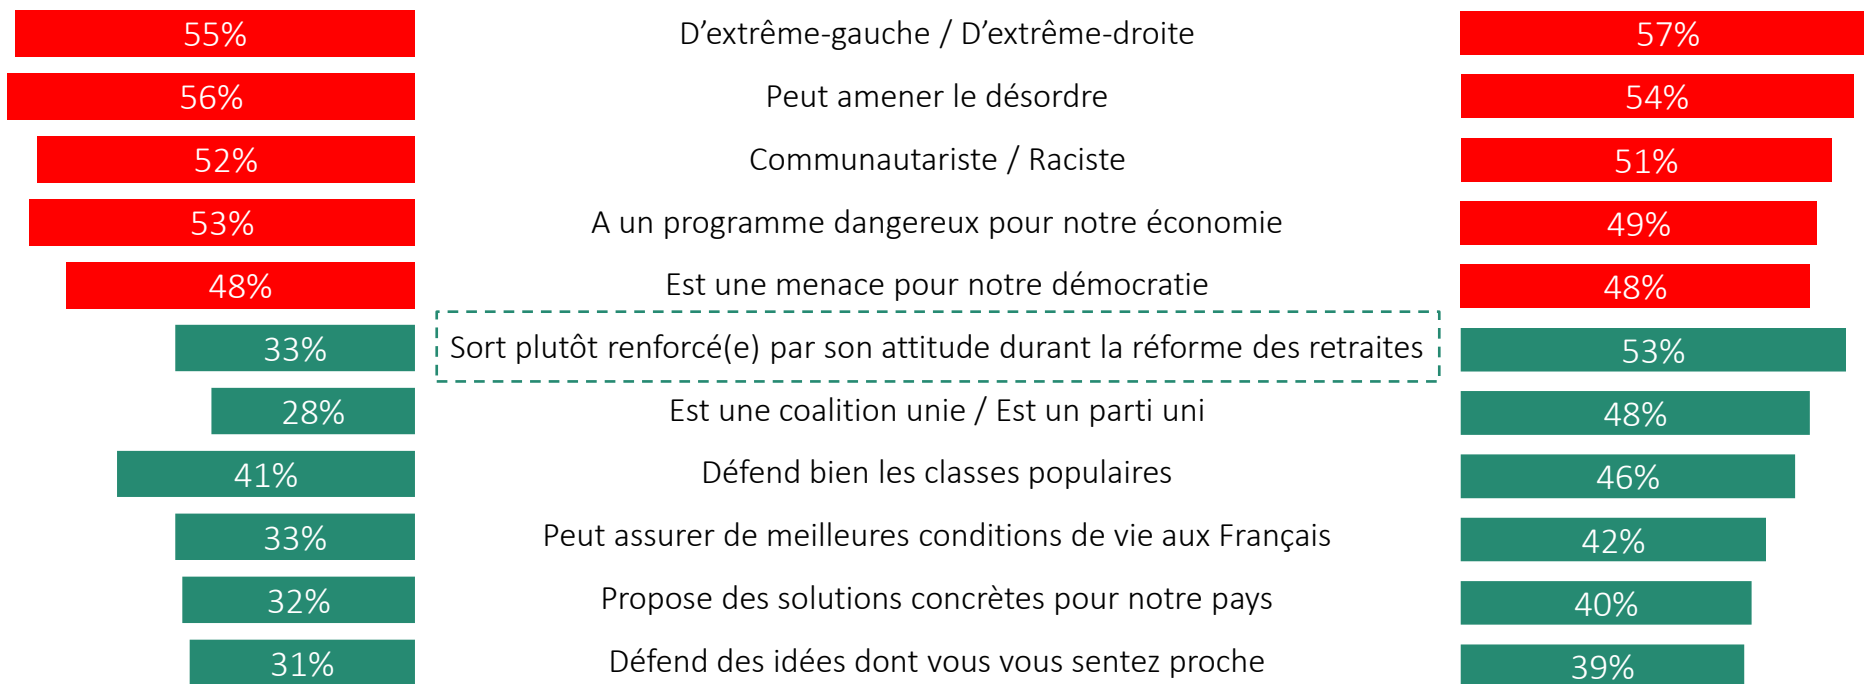 55% D’extrême-gauche / D’extrême-droite 57%
56% Peut amener le désordre 54%
52% Communautariste / Raciste 51%
53% A un programme dangereux pour notre économie 49%
48% Est une menace pour notre démocratie 48%
33% Sort plutôt renforcé(e) par son attitude durant la réforme des retraites 53%
28% Est une coalition unie / Est un parti uni 48%
41% Défend bien les classes populaires 46%
33% Peut assurer de meilleures conditions de vie aux Français 42%
32% Propose des solutions concrètes pour notre pays 40%
31% Défend des idées dont vous vous sentez proche 39%